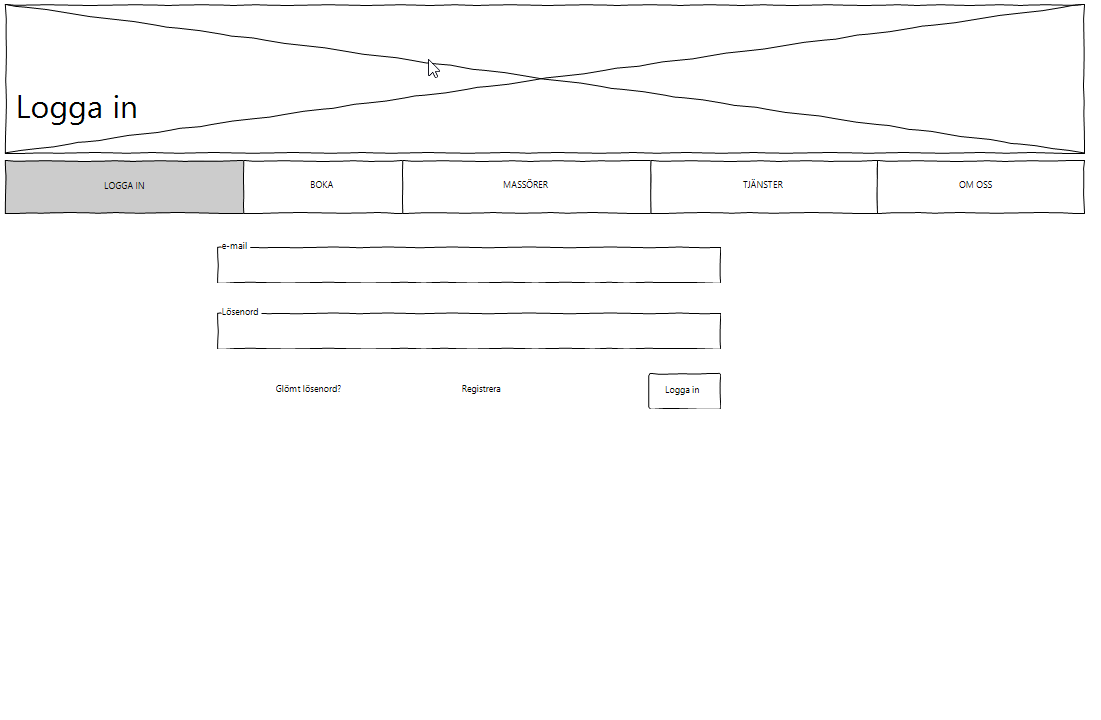 Logga in
LOGGA IN BOKA MASSÖRER TJÄNSTER OM OSS
e-mail
Lösenord
Glömt lösenord? Registrera Logga in